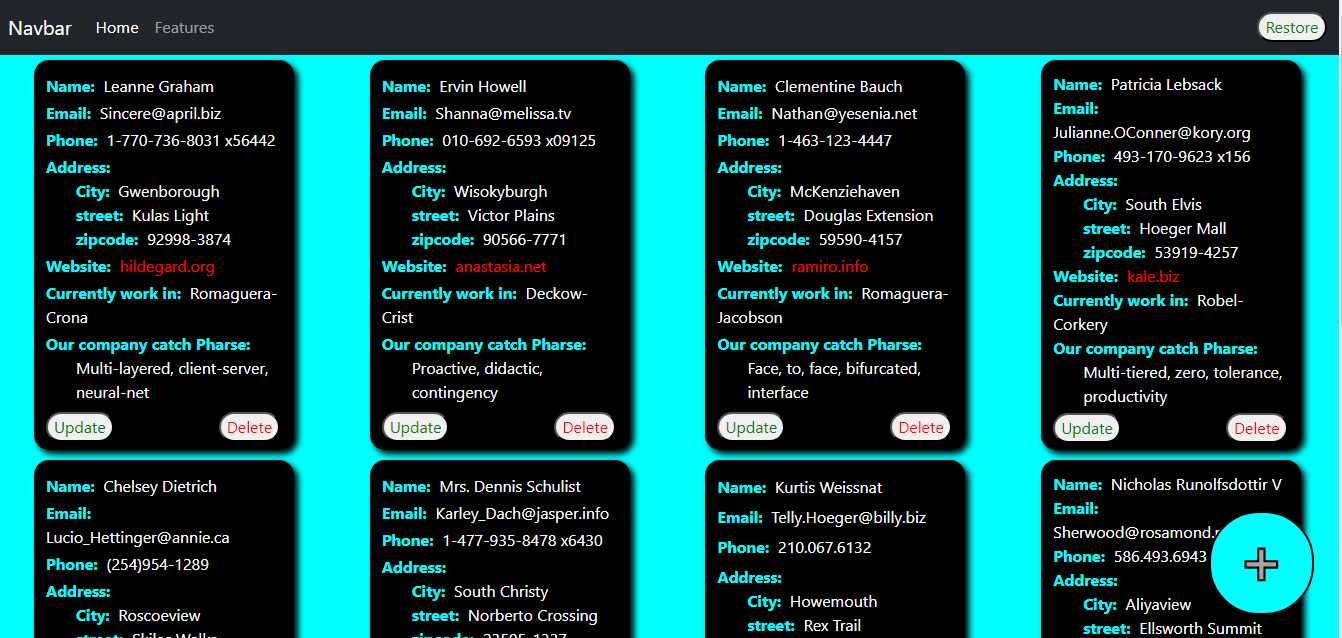 Navbar Home Features Restore
Name: Leanne Graham
Email: Sincere@april.biz
Phone: 1-770-736-8031 x56442
Address:
City: Gwenborough
street: Kulas Light
zipcode: 92998-3874
Website: hildegard.org
Currently work in: Romaguera-
Crona
Our company catch Pharse:
Multi-layered, client-server,
neural-net
Update Delete
Name: Ervin Howell
Email: Shanna@melissa.tv
Phone: 010-692-6593 x09125
Address:
City: Wisokyburgh
street: Victor Plains
zipcode: 90566-7771
Website: anastasia.net
Currently work in: Deckow-
Crist
Our company catch Pharse:
Proactive, didactic,
contingency
Update Delete
Name: Clementine Bauch
Email: Nathan@yesenia.net
Phone: 1-463-123-4447
Address:
City: McKenziehaven
street: Douglas Extension
zipcode: 59590-4157
Website: ramiro.info
Currently work in: Romaguera-
Jacobson
Our company catch Pharse:
Face, to, face, bifurcated,
interface
Update Delete
Name: Patricia Lebsack
Email:
Julianne.OConner@kory.org
Phone: 493-170-9623 x156
Address:
City: South Elvis
street: Hoeger Mall
zipcode: 53919-4257
Website: kale.biz
Currently work in: Robel-
Corkery
Our company catch Pharse:
Multi-tiered, zero, tolerance,
productivity
Update Delete
Name: Chelsey Dietrich
Email:
Lucio_Hettinger@annie.ca
Phone: (254)954-1289
Address:
City: Roscoeview
street: Skiles Walks
Name: Mrs. Dennis Schulist
Email: Karley_Dach@jasper.info
Phone: 1-477-935-8478 x6430
Address:
City: South Christy
street: Norberto Crossing
zipcode: 23505-1337
Name: Kurtis Weissnat
Email: Telly.Hoeger@billy.biz
Phone: 210.067.6132
Address:
City: Howemouth
street: Rex Trail
Name: Nicholas Runolfsdottir V
Email:
Sherwood@rosamond.
Phone: 586.493.6943
Address:
City: Aliyaview
street: Ellsworth Summit